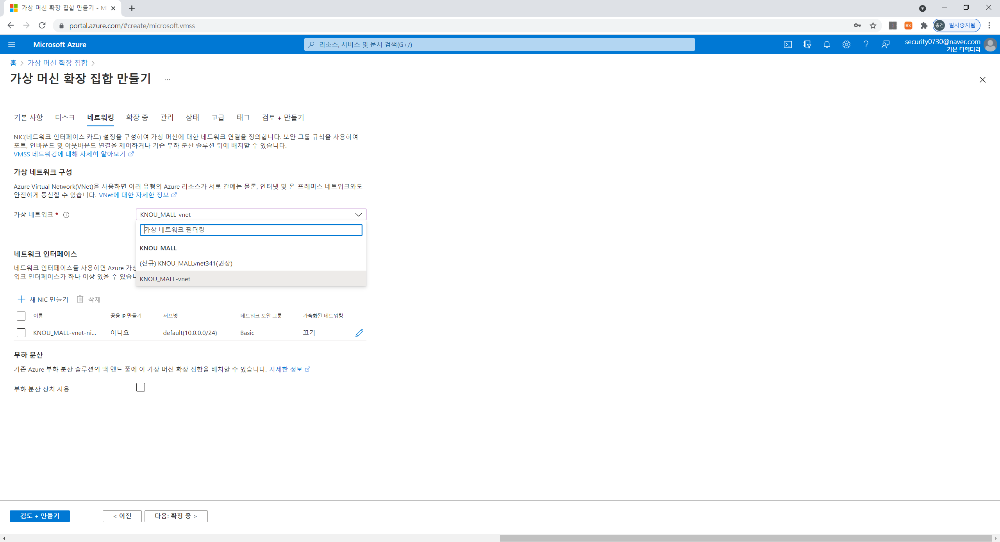 가상 머신 확장 집합 만들기 - M
portal.azure.com/#create/microsoft.vmss
EX
충건
일시중지됨
Microsoft Azure
리소스, 서비스 및 문서 검색(G+/)
security0730@naver.com
기본 디렉터리
홈 > 가상 머신 확장 집합 >
가상 머신 확장 집합 만들기 ...
기본 사항 디스크 네트워킹 확장 중 관리 상태 고급 태그 검토 + 만들기
NIC(네트워크 인터페이스 카드) 설정을 구성하여 가상 머신에 대한 네트워크 연결을 정의합니다. 보안 그룹 규칙을 사용하여
포트, 인바운드 및 아웃바운드 연결을 제어하거나 기존 부하 분산 솔루션 뒤에 배치할 수 있습니다.
VMSS 네트워킹에 대해 자세히 알아보기
가상 네트워크 구성
Azure Virtual Network(VNet)을 사용하면 여러 유형의 Azure 리소스가 서로 간에는 물론, 인터넷 및 온-프레미스 네트워크와도
안전하게 통신할 수 있습니다. VNet에 대한 자세한 정보
가상 네트워크 *
KNOU_MALL-vnet
가상 네트워크 필터링
KNOU_MALL
(신규) KNOU_MALLvnet341(권장)
KNOU_MALL-vnet
네트워크 인터페이스
네트워크 인터페이스를 사용하면 Azure 가상
워크 인터페이스가 하나 이상 있을 수 있습니
새 NIC 만들기 삭제
이름 공용 IP 만들기 서브넷 네트워크 보안 그룹 가속화된 네트워킹
KNOU_MALL-vnet-ni... 아니요 default(10.0.0.0/24) Basic 끄기
부하 분산
기존 Azure 부하 분산 솔루션의 백 엔드 풀에 이 가상 머신 확장 집합을 배치할 수 있습니다. 자세한 정보
부하 분산 장치 사용
검토 + 만들기
< 이전
다음: 확장 중 >